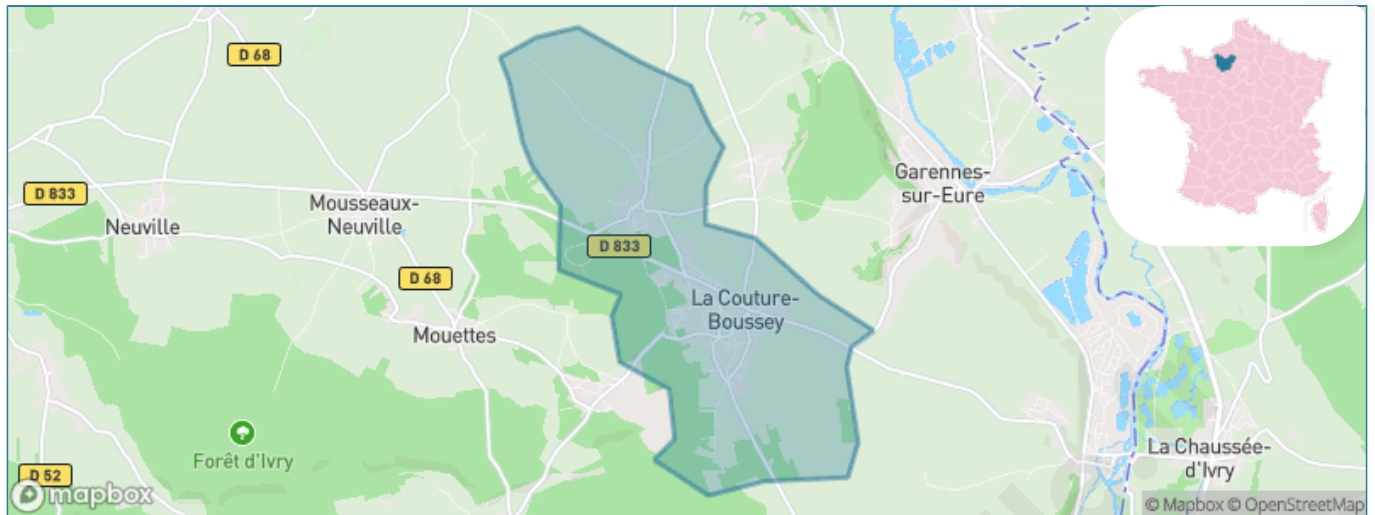 D 68
D 833
Neuville
Mousseaux-
Neuville
D 68
Mouettes
Forêt d'Ivry
D 52
D 833
La Couture-
Boussey
Garennes-
sur-Eure
La Chaussée-
d'Ivry
mapbox
© Mapbox © OpenStreetMap